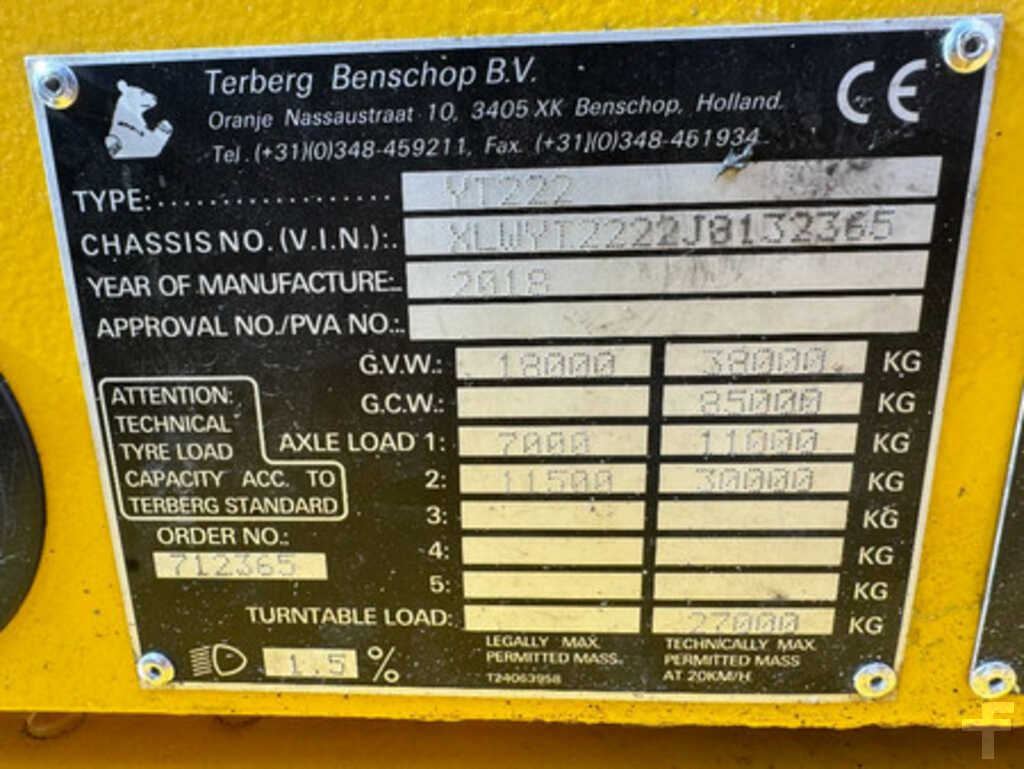 Terberg Benschop B.V.
Oranje Nassaustraat 10, 3405 XK Benschop, Holland.
Tel. (+31)(0)348-459211, Fax. (+31)(0)348-451934
CE
TYPE:.................... YT222
CHASSIS NO. (V.I.N.):. XLWYT2222J8132365
YEAR OF MANUFACTURE:.. 2018
APPROVAL NO./PVA NO.:..
G.V.W.: 18000 38000 KG
G.C.W.: 85000 KG
ATTENTION:
TECHNICAL
TYRE LOAD
CAPACITY ACC. TO
TERBERG STANDARD
AXLE LOAD 1: 7000 11000 KG
2: 11500 30000 KG
3: KG
4: KG
5: KG
ORDER NO.:
712365
TURNTABLE LOAD: 27000 KG
1.5 %
LEGALLY MAX.
PERMITTED MASS.
T24063958
TECHNICALLY MAX.
PERMITTED MASS
AT 20KM/H